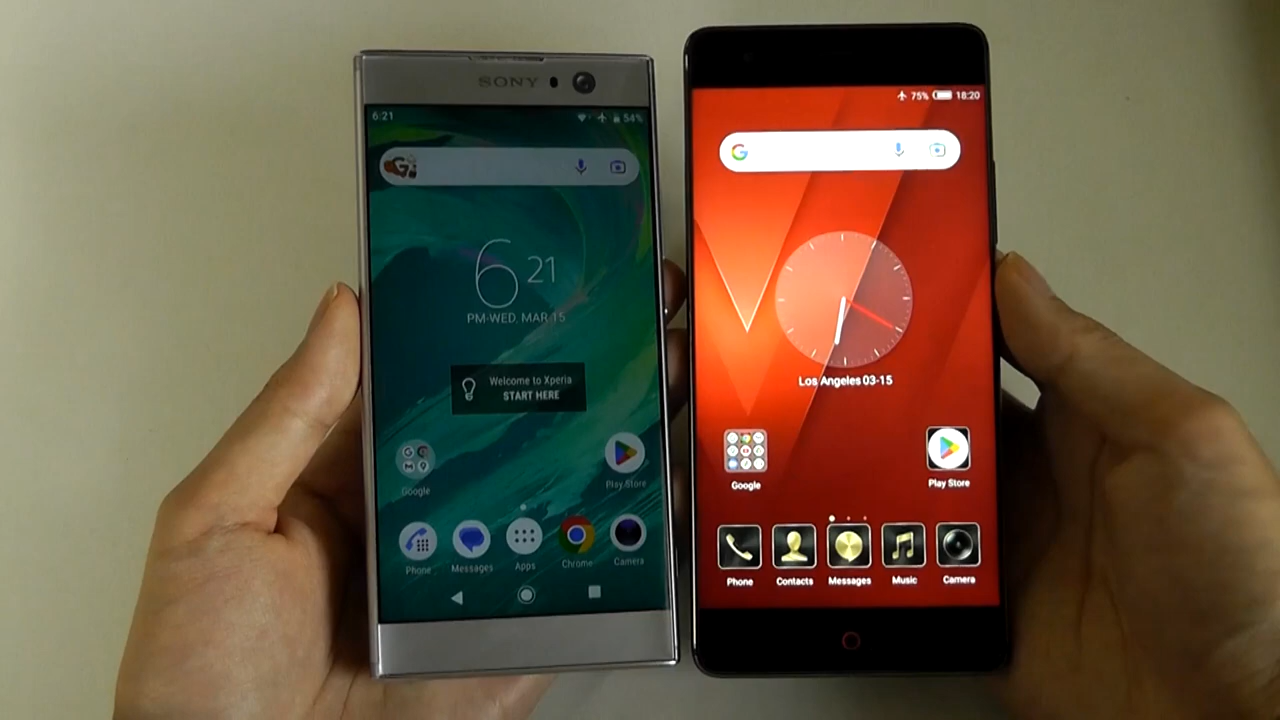 SONY
6:21
54%
G
6 21
PM-WED, MAR 15
Welcome to Xperia
START HERE
Google
Play Store
Phone
Messages
Apps
Chrome
Camera
75% 18:20
G
Los Angeles 03-15
Google
Play Store
Phone
Contacts
Messages
Music
Camera